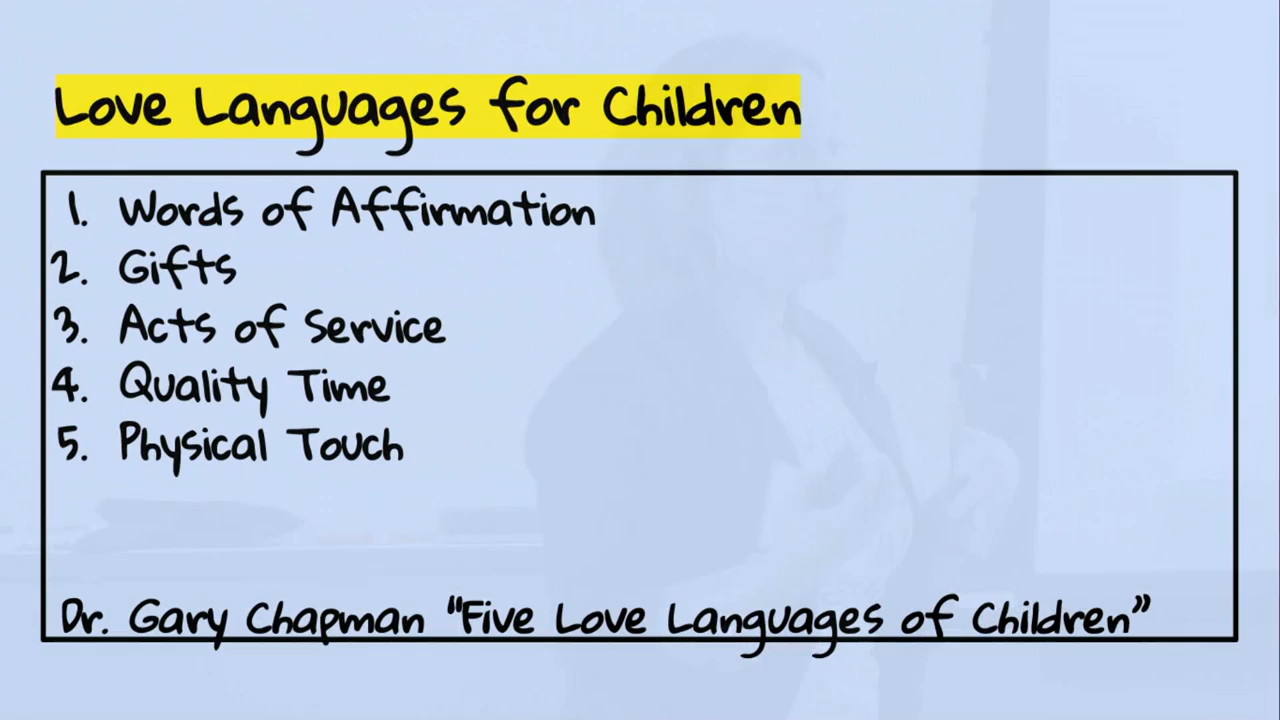 Love Languages for Children
1. Words of Affirmation
2. Gifts
3. Acts of Service
4. Quality Time
5. Physical Touch
Dr. Gary Chapman “Five Love Languages of Children”